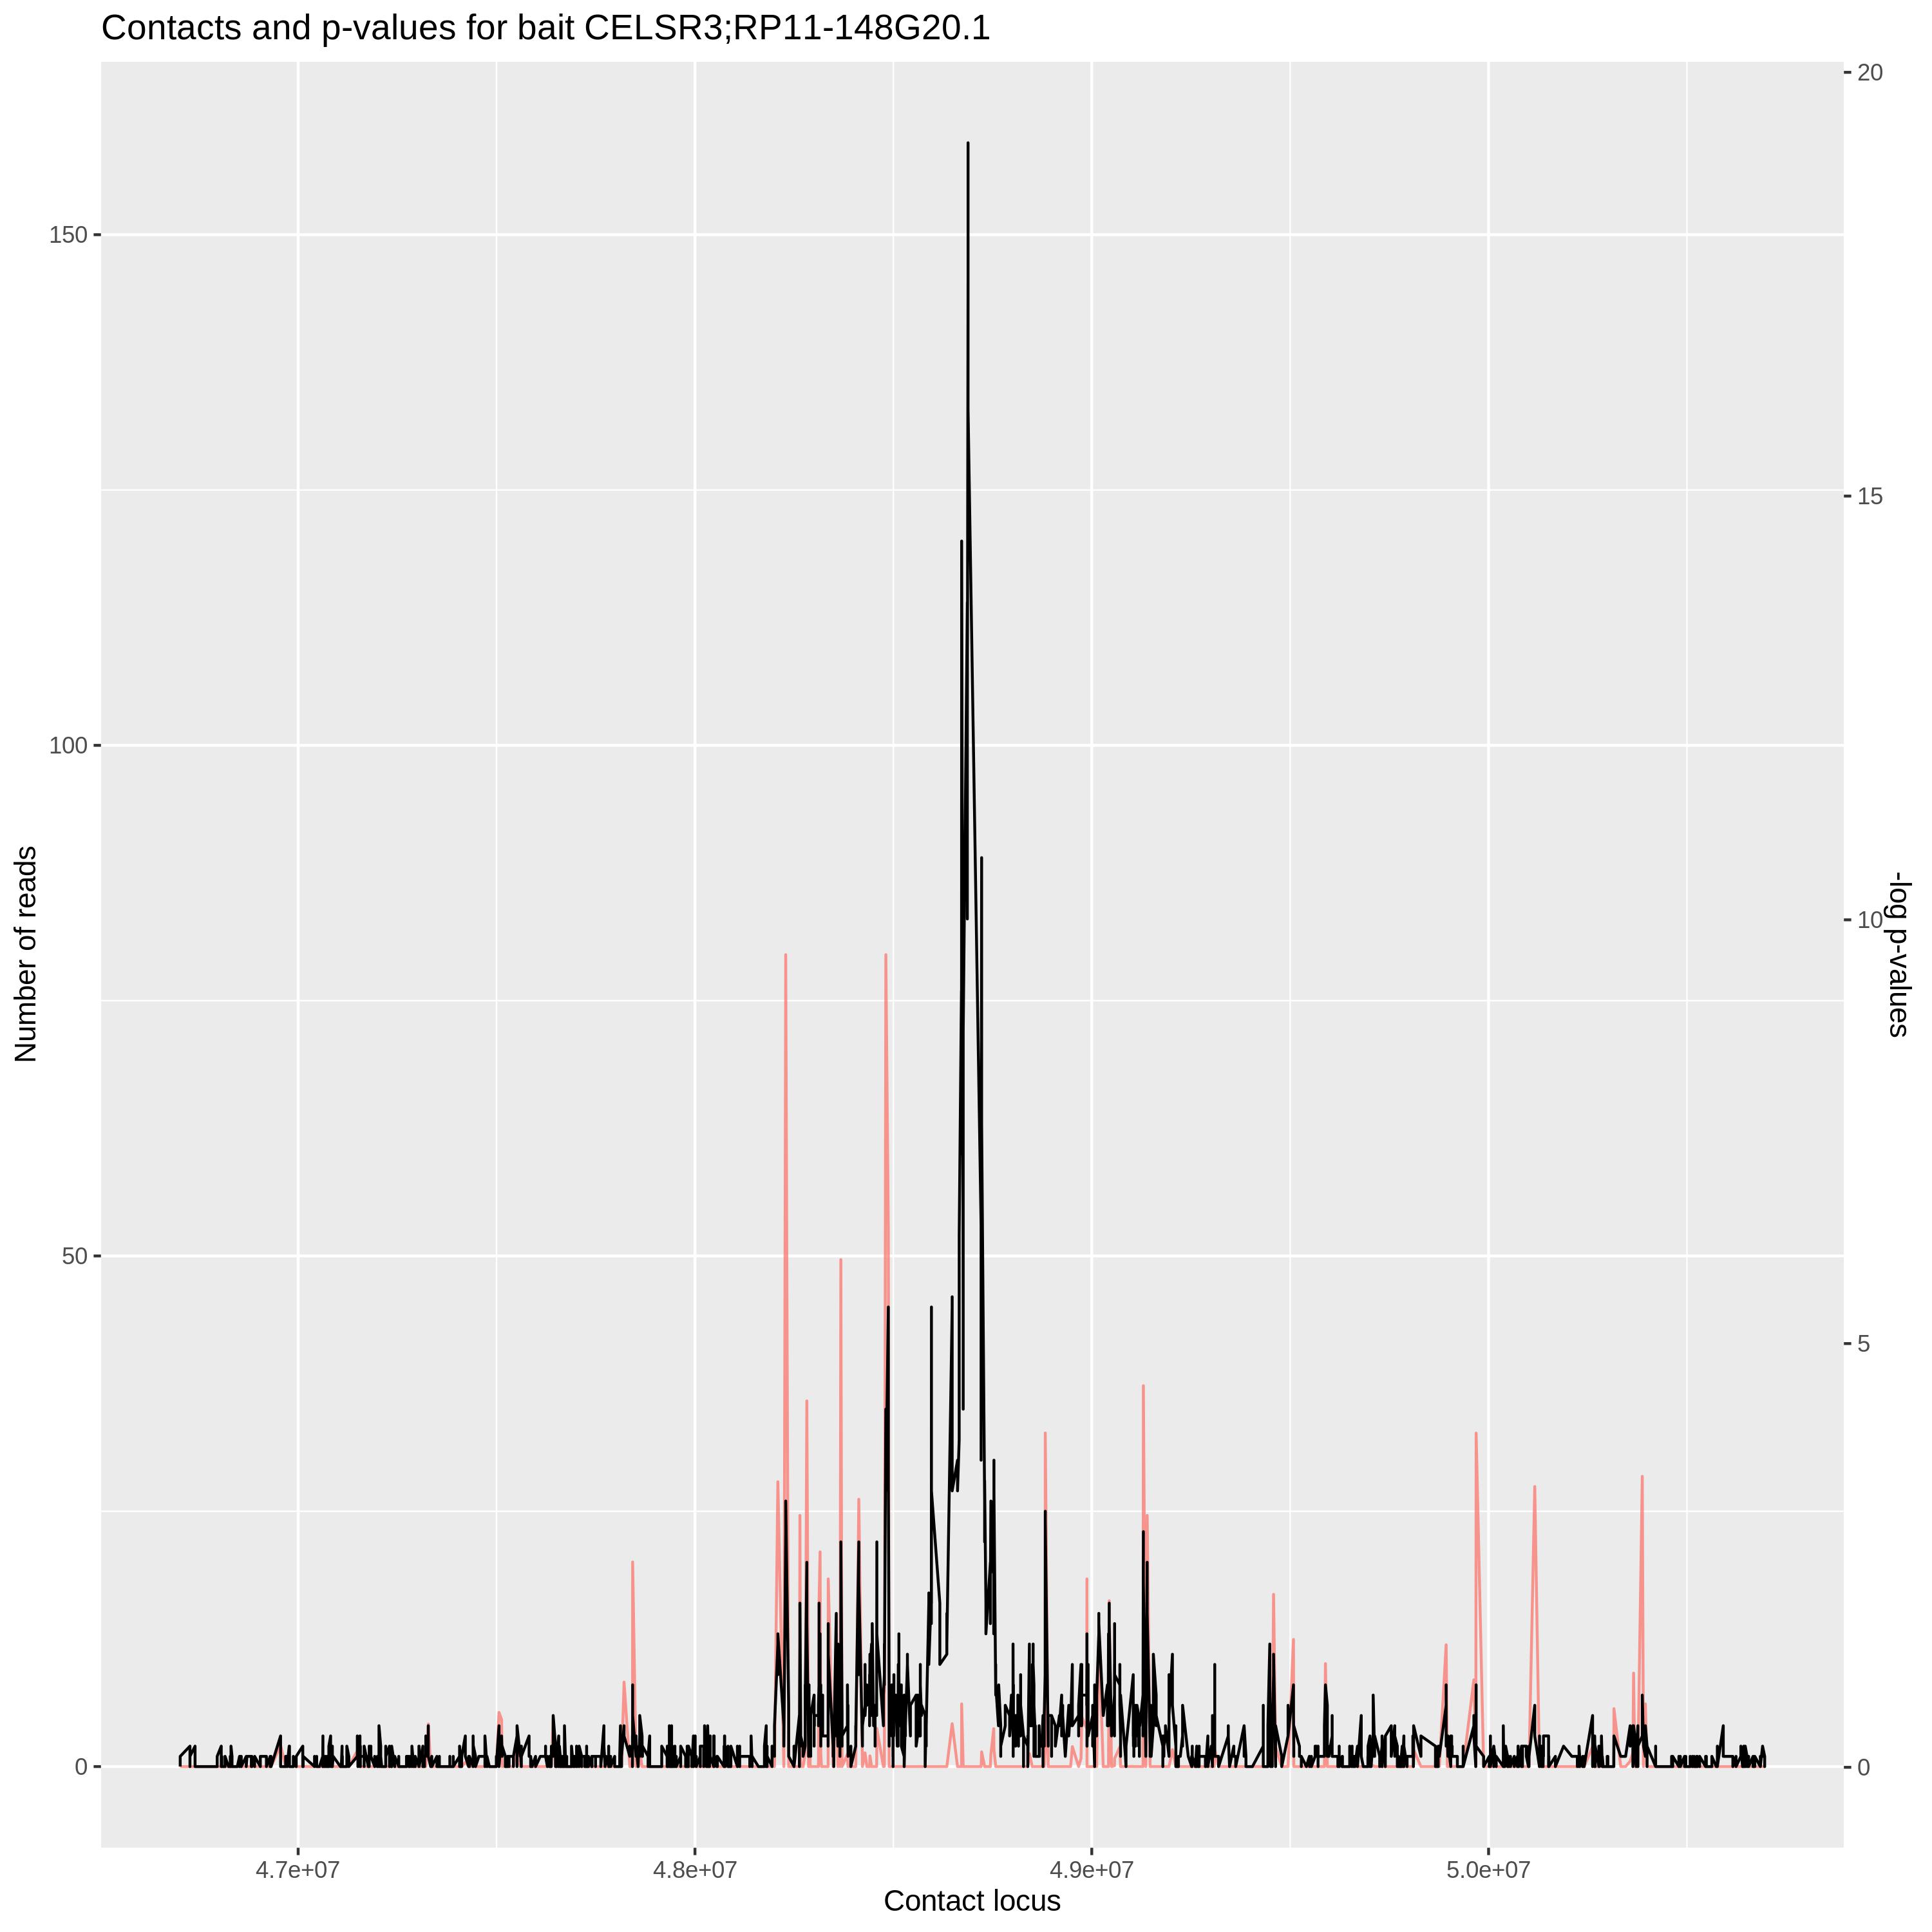 Contacts and p-values for bait CELSR3;RP11-148G20.1
150
100
50
0
Number of reads
20
15
10
5
0
-log p-values
4.7e+07
4.8e+07
4.9e+07
5.0e+07
Contact locus